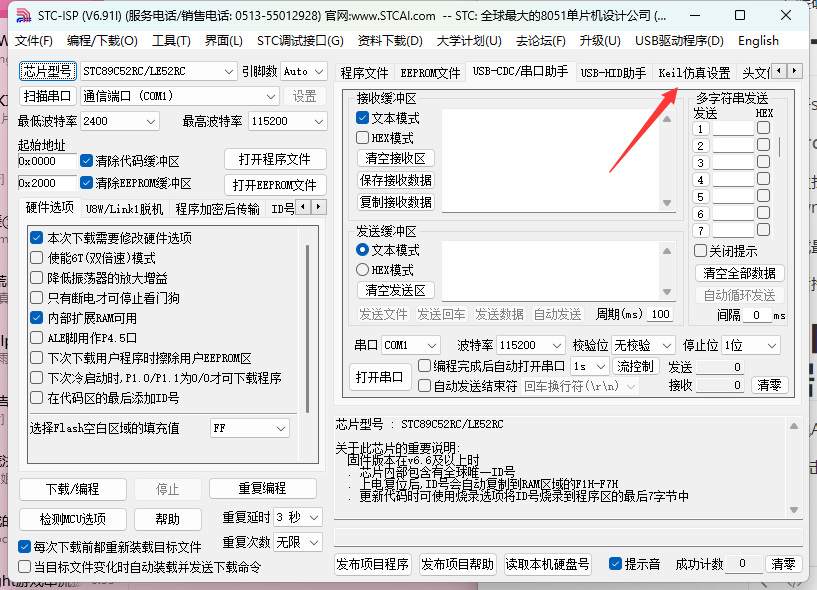 STC-ISP (V6.91I) (服务电话/销售电话: 0513-55012928) 官网:www.STCAI.com -- STC: 全球最大的8051单片机设计公司 (...
文件(F) 编程/下载(O) 工具(T) 界面(L) STC调试接口(G) 资料下载(D) 大学计划(U) 去论坛(F) 升级(U) USB驱动程序(D) English
芯片型号 STC89C52RC/LE52RC 引脚数 Auto
扫描串口 通信端口 (COM1) 设置
最低波特率 2400 最高波特率 115200
起始地址
0x0000 清除代码缓冲区 打开程序文件
0x2000 清除EEPROM缓冲区 打开EEPROM文件
硬件选项 U8W/Link1脱机 程序加密后传输 ID号
本次下载需要修改硬件选项
使能6T(双倍速)模式
降低振荡器的放大增益
只有断电才可停止看门狗
内部扩展RAM可用
ALE脚用作P4.5口
下次下载用户程序时擦除用户EEPROM区
下次冷启动时,P1.0/P1.1为0/0才可下载程序
在代码区的最后添加ID号
选择Flash空白区域的填充值 FF
下载/编程 停止 重复编程
检测MCU选项 帮助 重复延时 3 秒
重复次数 无限
每次下载前都重新装载目标文件
当目标文件变化时自动装载并发送下载命令
程序文件 EEPROM文件 USB-CDC/串口助手 USB-HID助手 Keil仿真设置 头文
接收缓冲区
文本模式
HEX模式
清空接收区
保存接收数据
复制接收数据
发送缓冲区
文本模式
HEX模式
清空发送区
发送文件 发送回车 发送数据 自动发送 周期(ms) 100
多字符串发送
发送 HEX
1
2
3
4
5
6
7
关闭提示
清空全部数据
自动循环发送
间隔 0 ms
串口 COM1 波特率 115200 校验位 无校验 停止位 1位
打开串口 编程完成后自动打开串口 1s 流控制 发送 0
自动发送结束符 回车换行符(\r\n) 接收 0 清零
芯片型号 : STC89C52RC/LE52RC
关于此芯片的重要说明:
固件版本在v6.6及以上时
. 芯片内部包含有全球唯一ID号
. 上电复位后,ID号会自动复制到RAM区域的F1H-F7H
. 更新代码时可使用烧录选项将ID号烧录到程序区的最后7字节中
发布项目程序 发布项目帮助 读取本机硬盘号 提示音 成功计数 0 清零